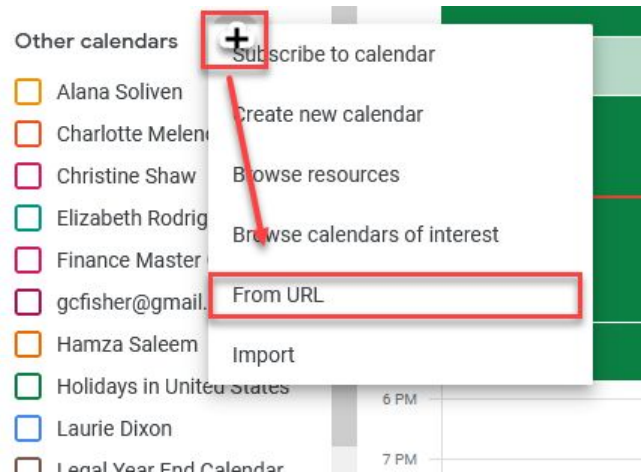 Other calendars
Subscribe to calendar
Alana Soliven
Create new calendar
Charlotte Melen
Christine Shaw
Browse resources
Elizabeth Rodrig
Browse calendars of interest
Finance Master
gcfisher@gmail.
From URL
Hamza Saleem
Import
Holidays in United States
6 PM
Laurie Dixon
7 PM
Legal Year End Calendar